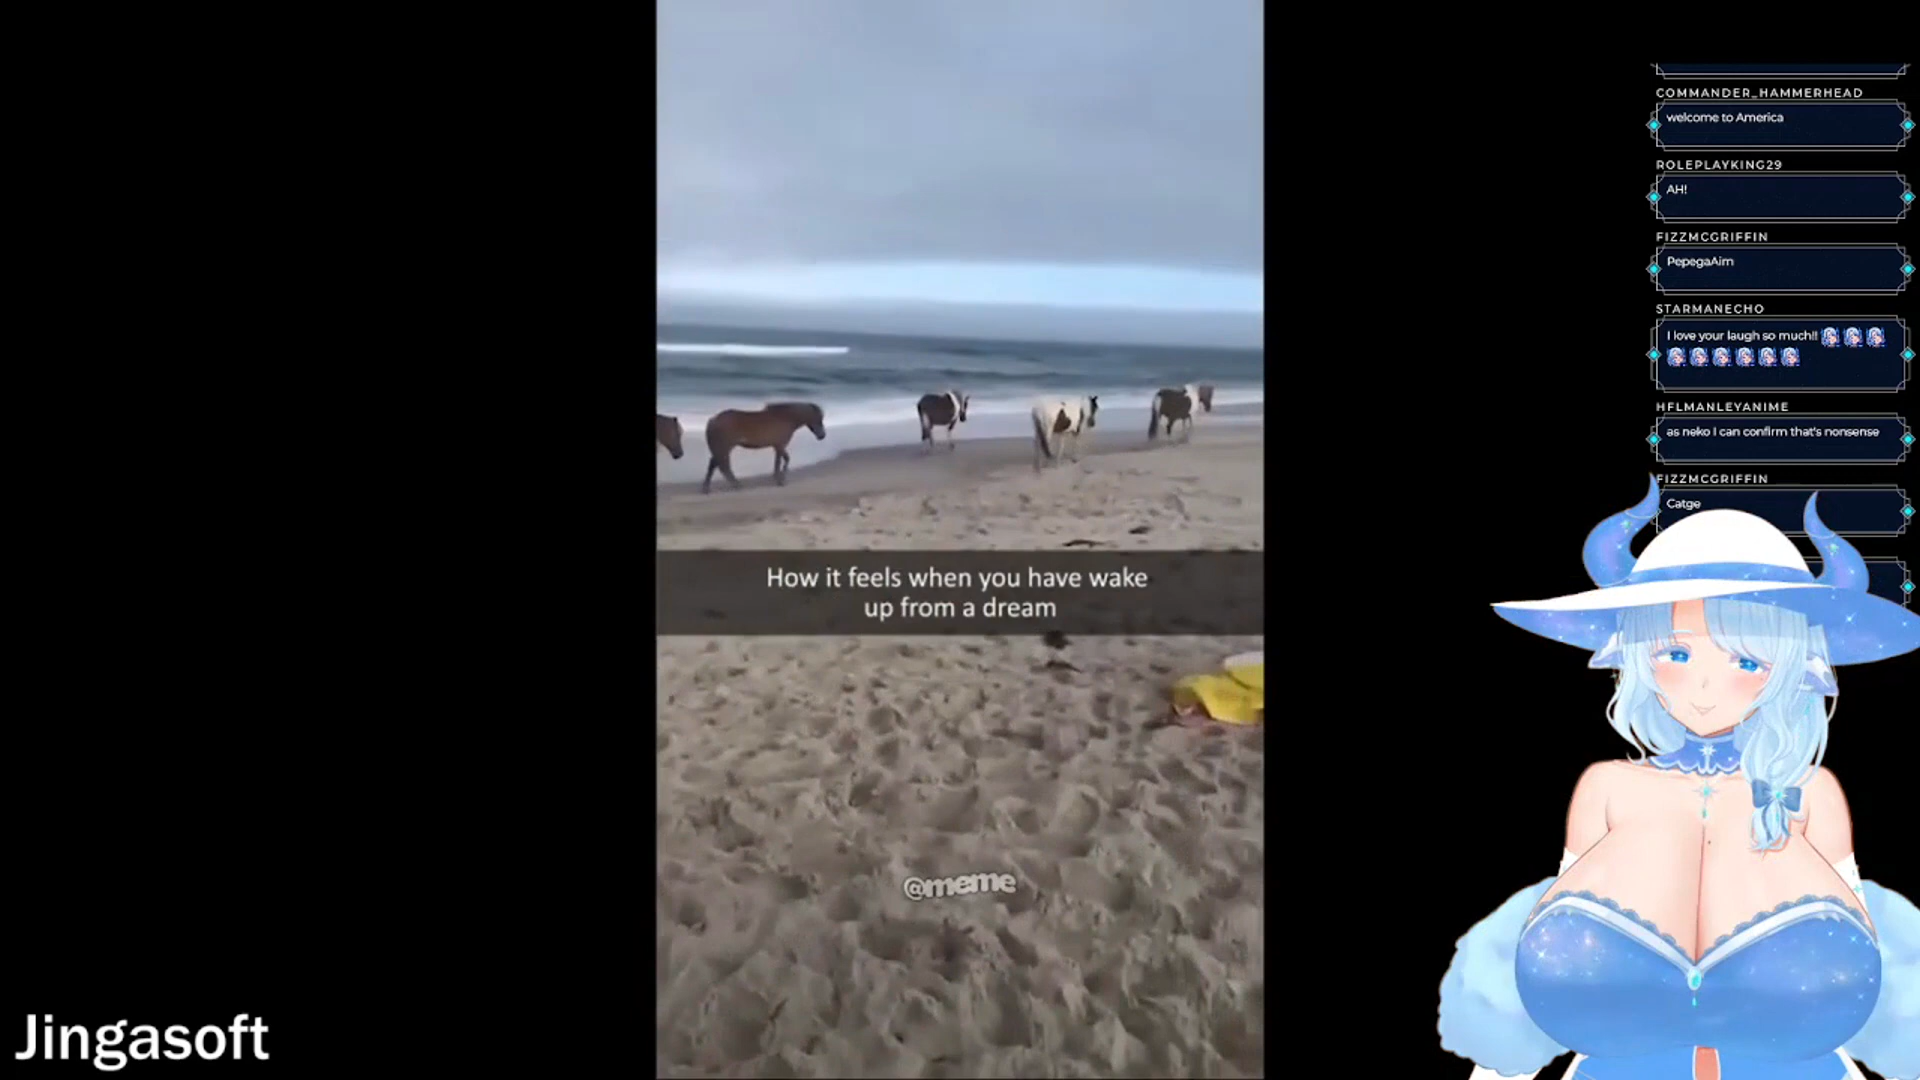 How it feels when you have wake
up from a dream
@meme
Jingasoft
COMMANDER_HAMMERHEAD
welcome to America
ROLEPLAYKING29
AH!
FIZZMCGRIFFIN
PepegaAim
STARMANECHO
I love your laugh so much!!
HFLMANLEYANIME
as neko I can confirm that's nonsense
FIZZMCGRIFFIN
Catge